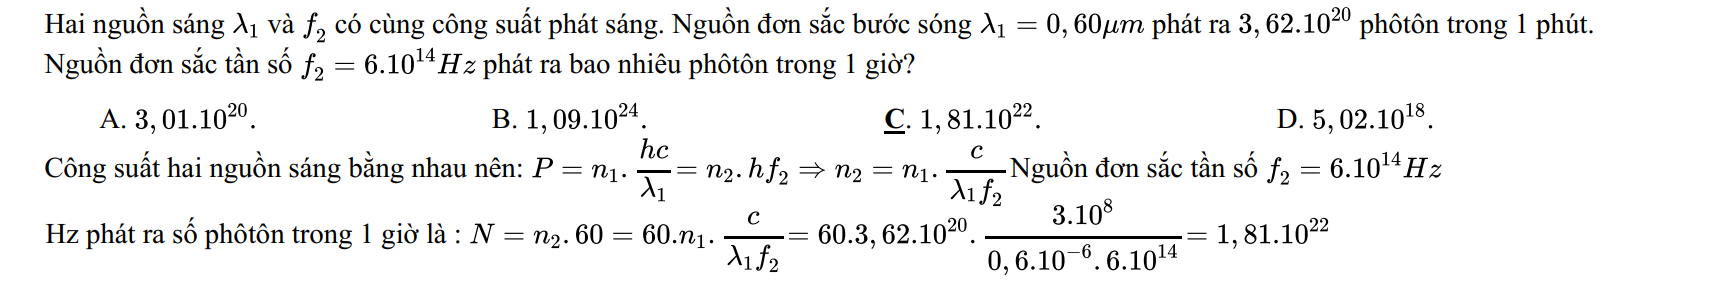 Hai nguồn sáng λ₁ và f₂ có cùng công suất phát sáng. Nguồn đơn sắc bước sóng λ₁ = 0,60μm phát ra 3,62.10²⁰ phôtôn trong 1 phút.
Nguồn đơn sắc tần số f₂ = 6.10¹⁴Hz phát ra bao nhiêu phôtôn trong 1 giờ?
A. 3,01.10²⁰. B. 1,09.10²⁴. C. 1,81.10²². D. 5,02.10¹⁸.
Công suất hai nguồn sáng bằng nhau nên: P = n₁.\frac{hc}{λ₁} = n₂.hf₂ ⇒ n₂ = n₁.\frac{c}{λ₁f₂} Nguồn đơn sắc tần số f₂ = 6.10¹⁴Hz
Hz phát ra số phôtôn trong 1 giờ là : N = n₂.60 = 60.n₁.\frac{c}{λ₁f₂} = 60.3,62.10²⁰.\frac{3.10⁸}{0,6.10⁻⁶.6.10¹⁴} = 1,81.10²²